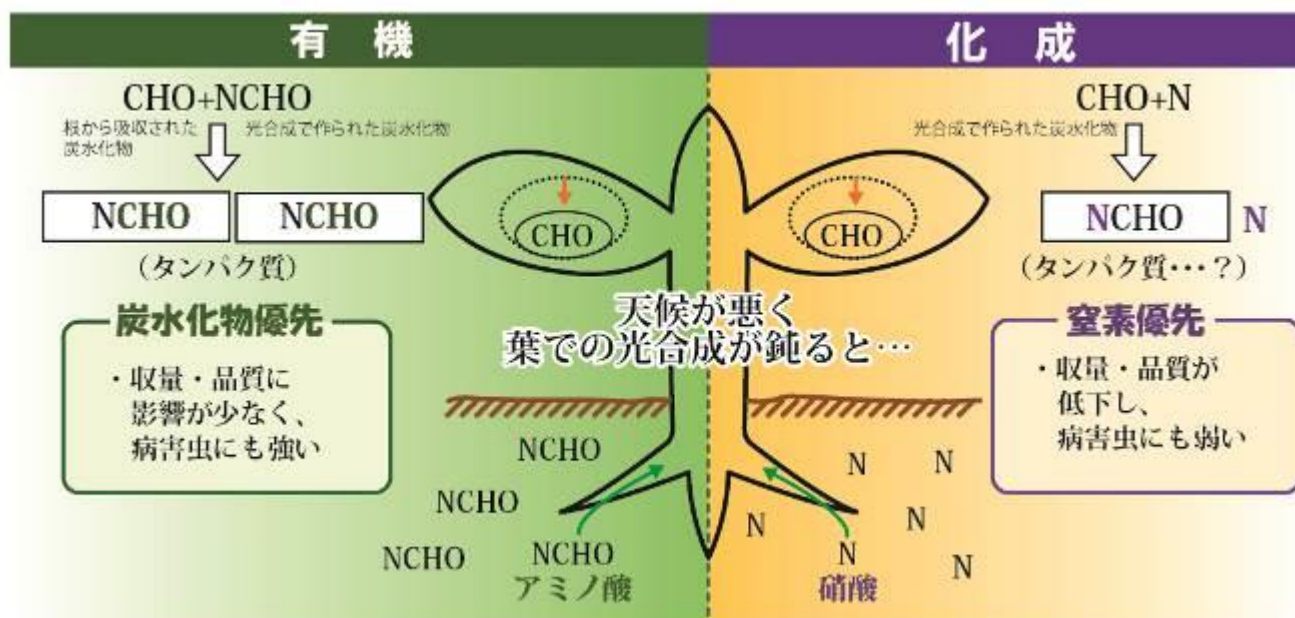 有機
化成
CHO+NCHO
根から吸収された
炭水化物
光合成で作られた炭水化物
NCHO
NCHO
(タンパク質)
炭水化物優先
・収量・品質に
影響が少なく、
病害虫にも強い
CHO
CHO
天候が悪く
葉での光合成が鈍ると…
CHO+N
光合成で作られた炭水化物
NCHO
N
(タンパク質・・・?)
窒素優先
・収量・品質が
低下し、
病害虫にも弱い
NCHO
NCHO
NCHO
NCHO
アミノ酸
N
N
N
N
N
N
硝酸